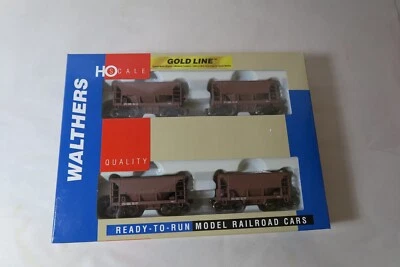 WALTHERS
HO SCALE
GOLD LINE
QUALITY
READY-TO-RUN MODEL RAILROAD CARS